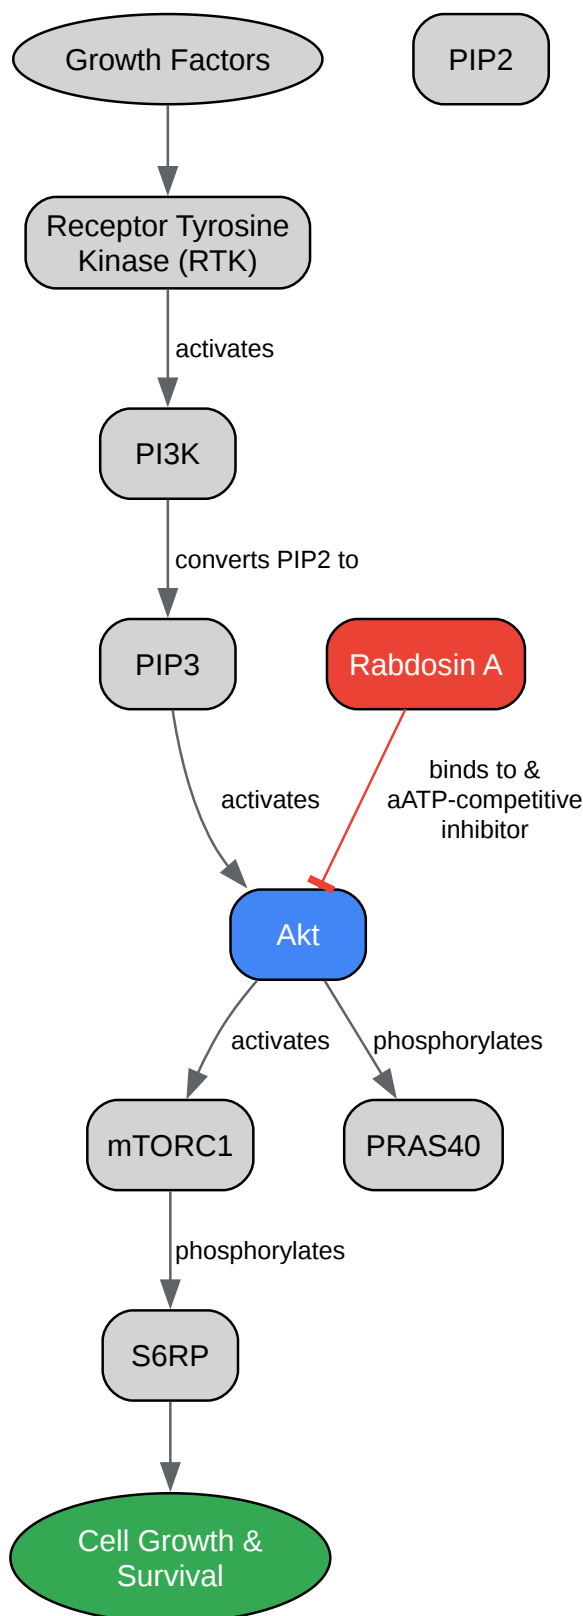 Growth Factors
PIP2
Receptor Tyrosine
Kinase (RTK)
activates
PI3K
converts PIP2 to
PIP3
Rabdosin A
activates
binds to &
aATP-competitive
inhibitor
Akt
activates
phosphorylates
mTORC1
PRAS40
phosphorylates
S6RP
Cell Growth &
Survival